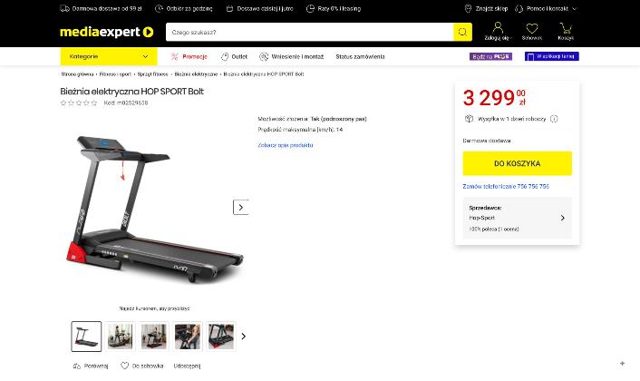 Darmowa dostawa od 99 zł
Odbiór za godzinę
Dostawa dzisiaj i jutro
Raty 0% i leasing
Znajdź sklep
Pomoc i kontakt
mediaexpert
Czego szukasz?
Zaloguj się
Schowek
Koszyk
Kategorie
Promocje
Outlet
Wniesienie i montaż
Status zamówienia
W aplikacji taniej
Strona główna
Fitness i sport
Sprzęt fitness
Bieżnie elektryczne
Bieżnia elektryczna HOP SPORT Bolt
Bieżnia elektryczna HOP SPORT Bolt
Możliwość złożenia: Tak (podnoszony pas)
Prędkość maksymalna [km/h]: 14
Zobacz opis produktu
3 299 00 zł
Wysyłka w 1 dzień roboczy
Darmowa dostawa
DO KOSZYKA
Zamów telefonicznie 756 756 756
Sprzedawca:
Hop-Sport
100% poleca (1 ocena)
Najedź kursorem, aby przybliżyć
Porównaj
Do schowka
Udostępnij